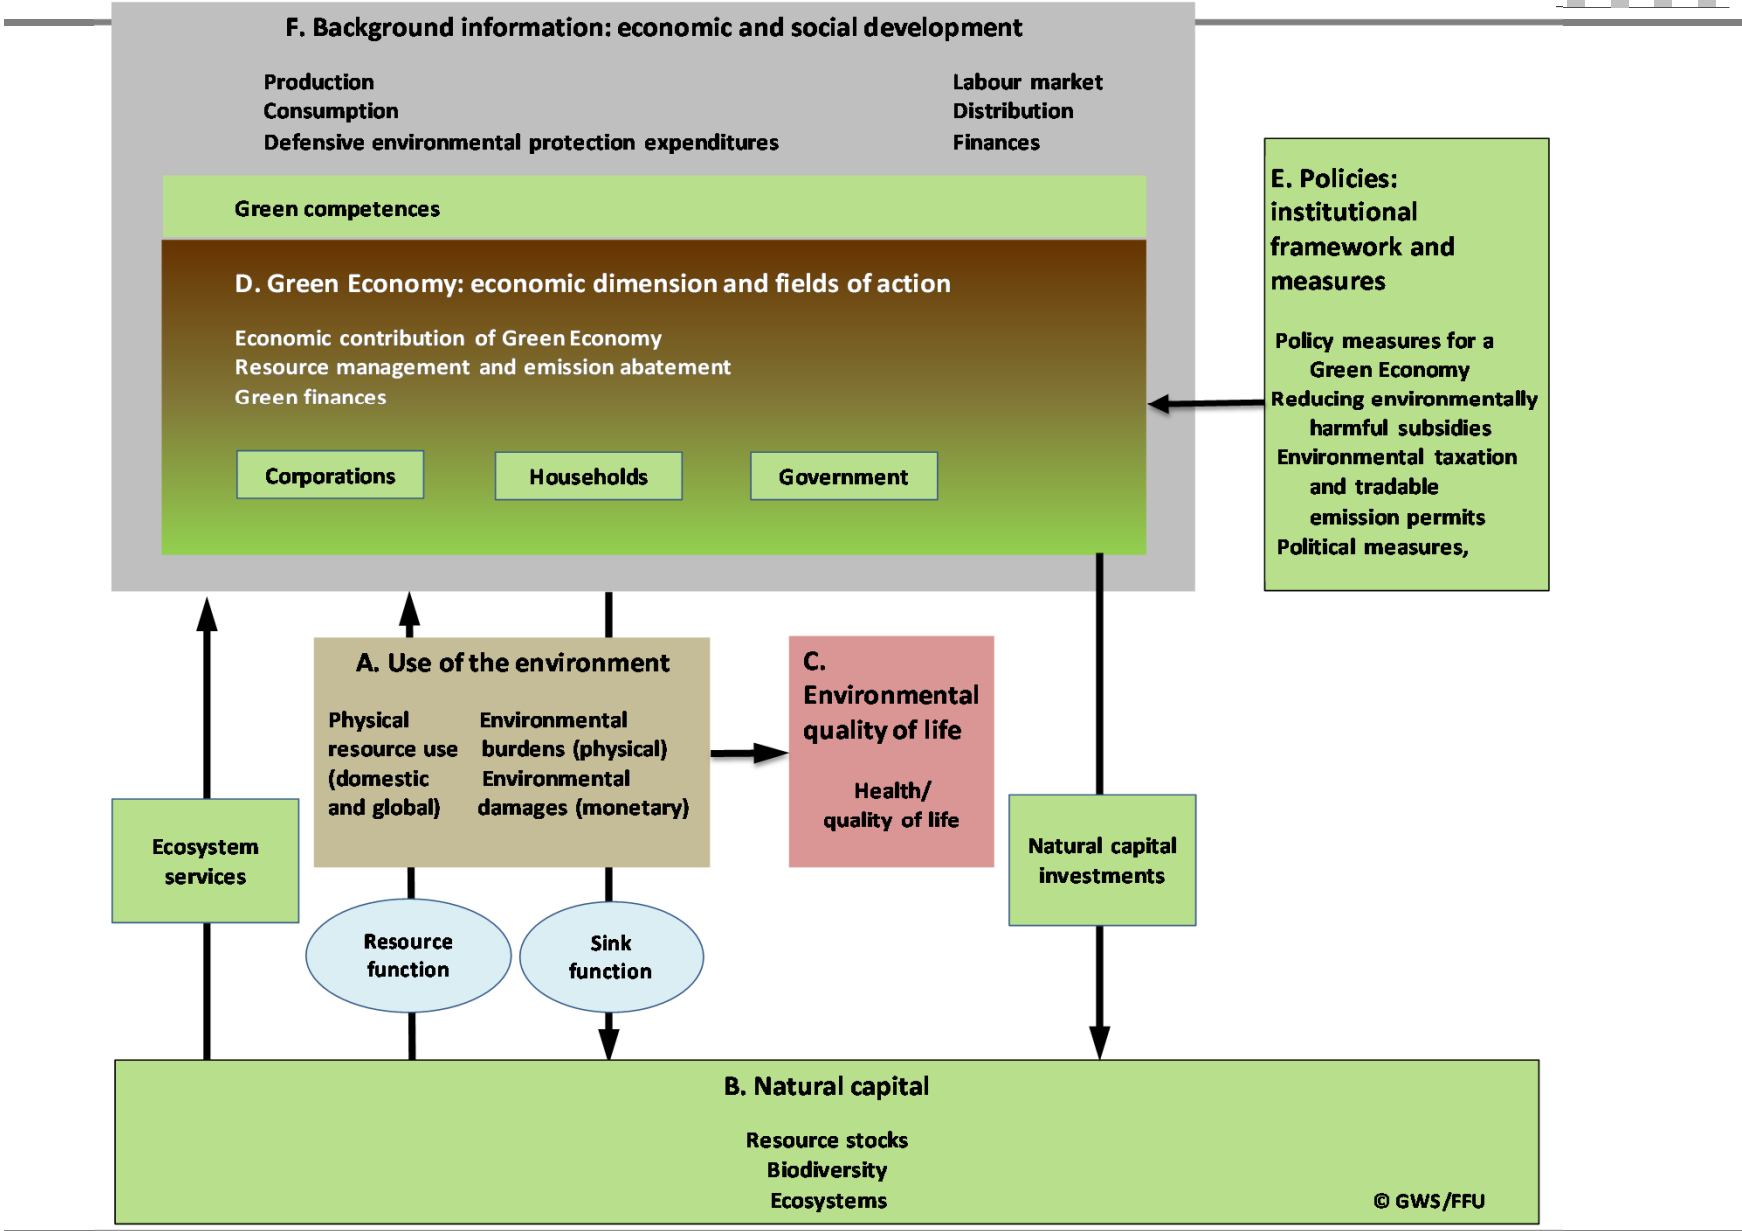 F. Background information: economic and social development
Production
Consumption
Defensive environmental protection expenditures
Labour market
Distribution
Finances
Green competences
D. Green Economy: economic dimension and fields of action
Economic contribution of Green Economy
Resource management and emission abatement
Green finances
Corporations
Households
Government
E. Policies:
institutional
framework and
measures
Policy measures for a
Green Economy
Reducing environmentally
harmful subsidies
Environmental taxation
and tradable
emission permits
Political measures,
A. Use of the environment
Physical
resource use
(domestic
and global)
Environmental
burdens (physical)
Environmental
damages (monetary)
C.
Environmental
quality of life
Health/
quality of life
Ecosystem
services
Natural capital
investments
Resource
function
Sink
function
B. Natural capital
Resource stocks
Biodiversity
Ecosystems
© GWS/FFU